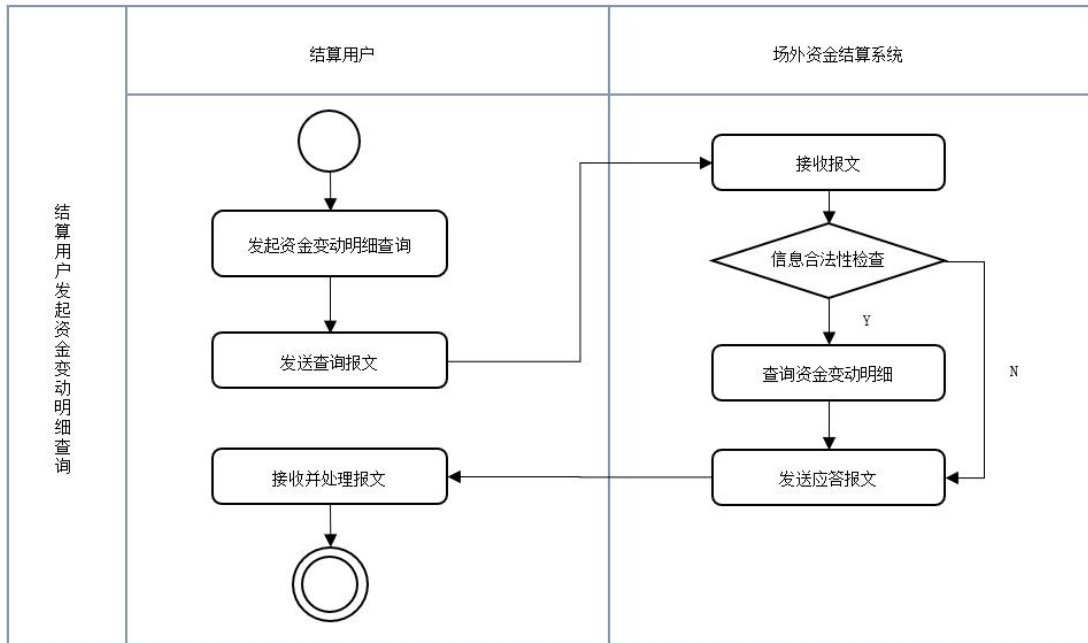 结算用户
场外资金结算系统
结算用户发起资金变动明细查询
发起资金变动明细查询
发送查询报文
接收并处理报文
接收报文
信息合法性检查
Y
N
查询资金变动明细
发送应答报文